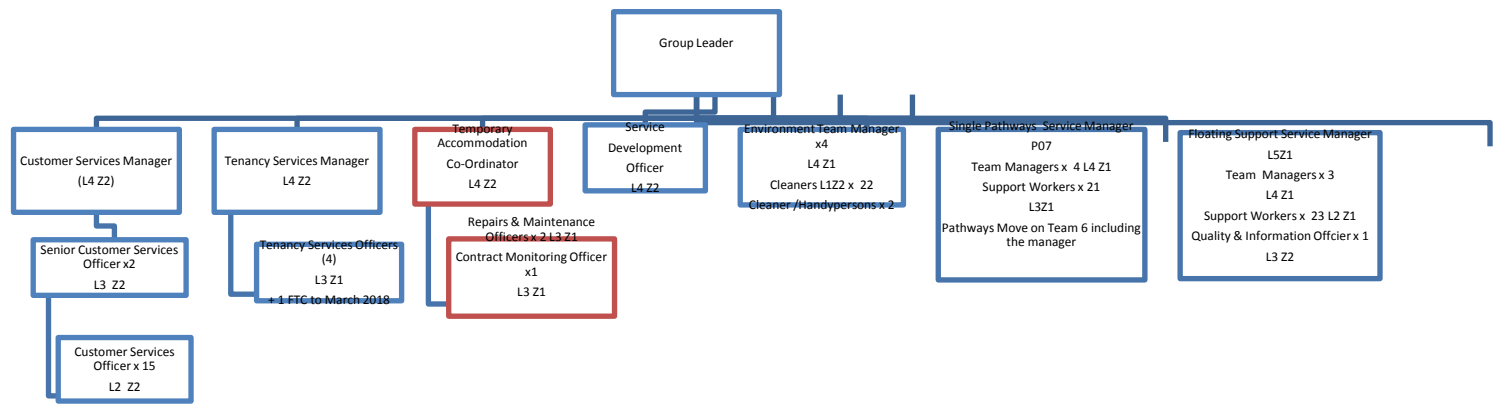 Group Leader
Customer Services Manager
(L4 Z2)
Tenancy Services Manager
L4 Z2
Temporary
Accommodation
Co-Ordinator
L4 Z2
Service
Development
Officer
L4 Z2
Environment Team Manager
x4
L4 Z1
Cleaners L1Z2 x 22
Cleaner /Handypersons x 2
Single Pathways Service Manager
P07
Team Managers x 4 L4 Z1
Support Workers x 21
L3Z1
Pathways Move on Team 6 including
the manager
Floating Support Service Manager
L5Z1
Team Managers x 3
L4 Z1
Support Workers x 23 L2 Z1
Quality & Information Offcier x 1
L3 Z2
Senior Customer Services
Officer x2
L3 Z2
Tenancy Services Officers
(4)
L3 Z1
+ 1 FTC to March 2018
Repairs & Maintenance
Officers x 2 L3 Z1
Contract Monitoring Officer
x1
L3 Z1
Customer Services
Officer x 15
L2 Z2